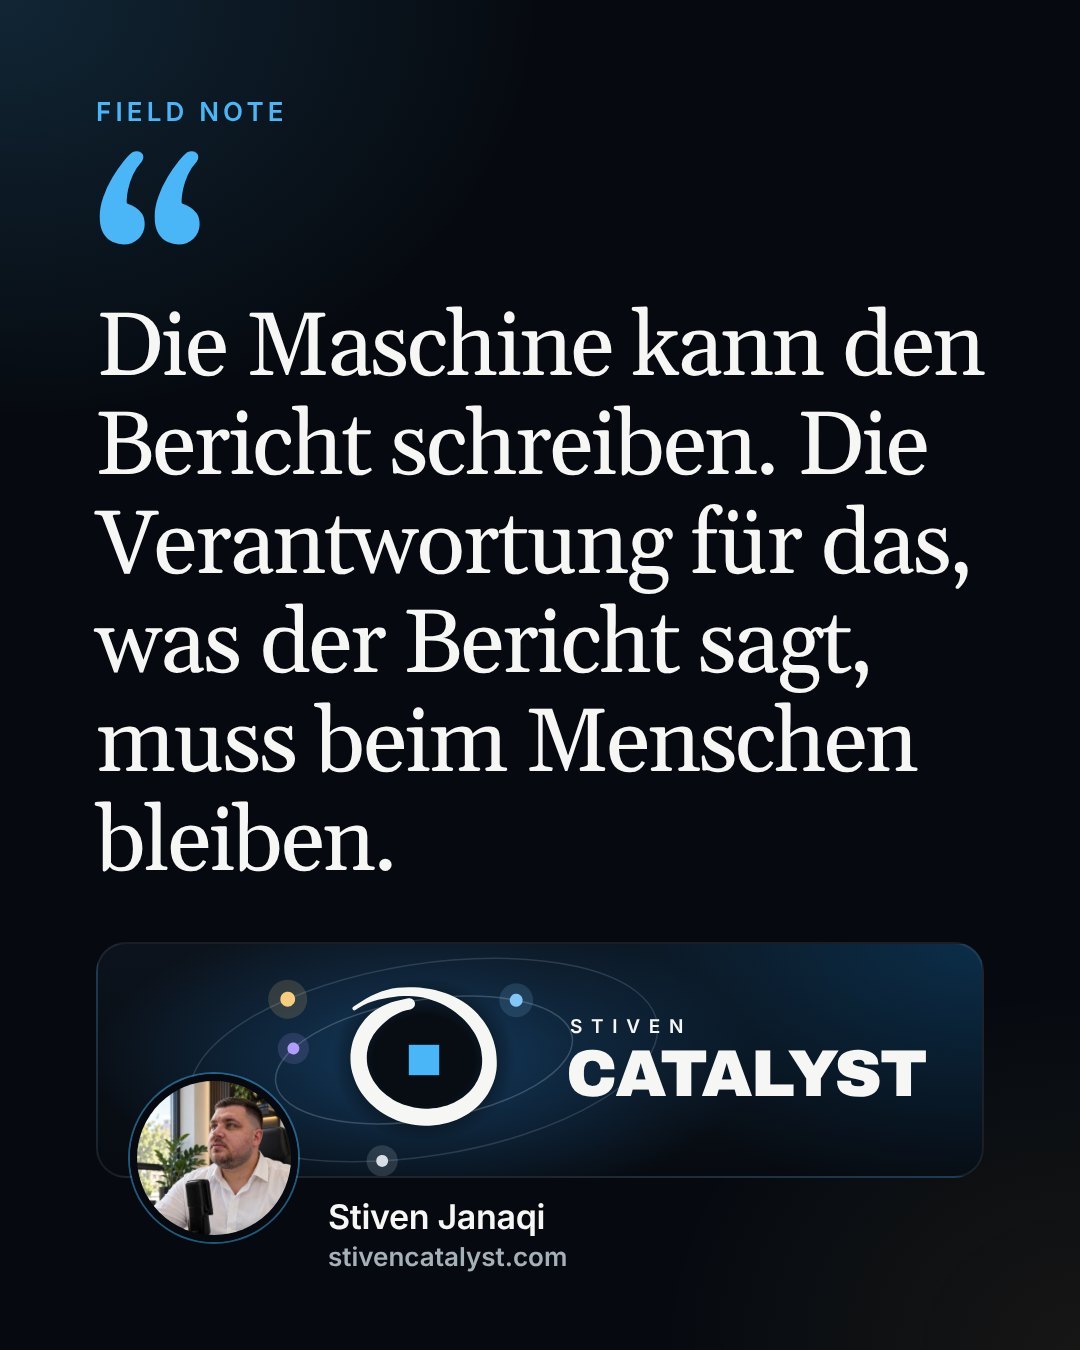 FIELD NOTE
“
Die Maschine kann den
Bericht schreiben. Die
Verantwortung für das,
was der Bericht sagt,
muss beim Menschen
bleiben.
STIVEN
CATALYST
Stiven Janaqi
stivencatalyst.com